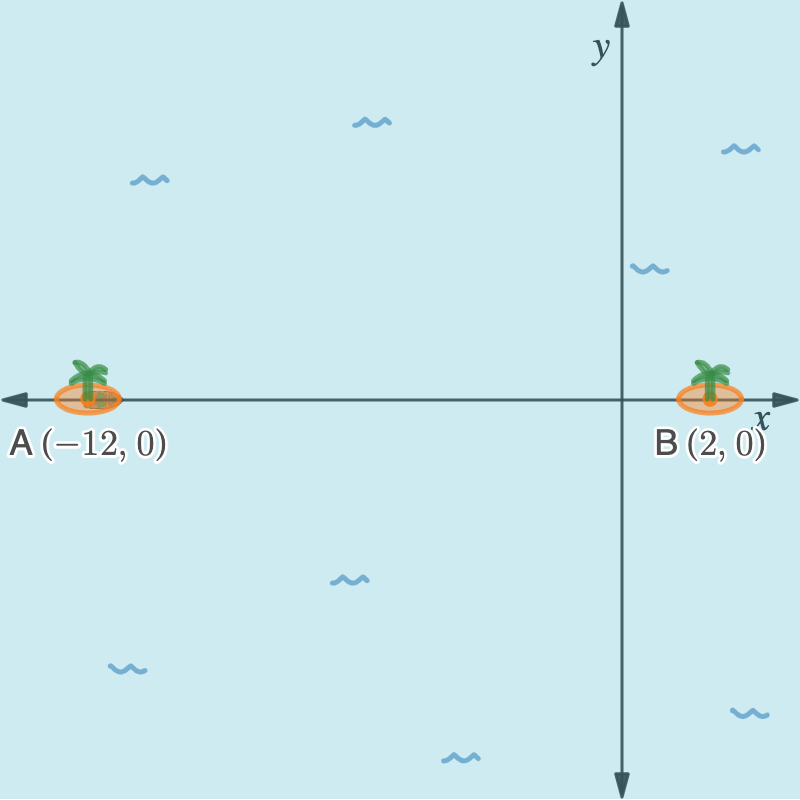 y
x
A (−12, 0)
B (2, 0)